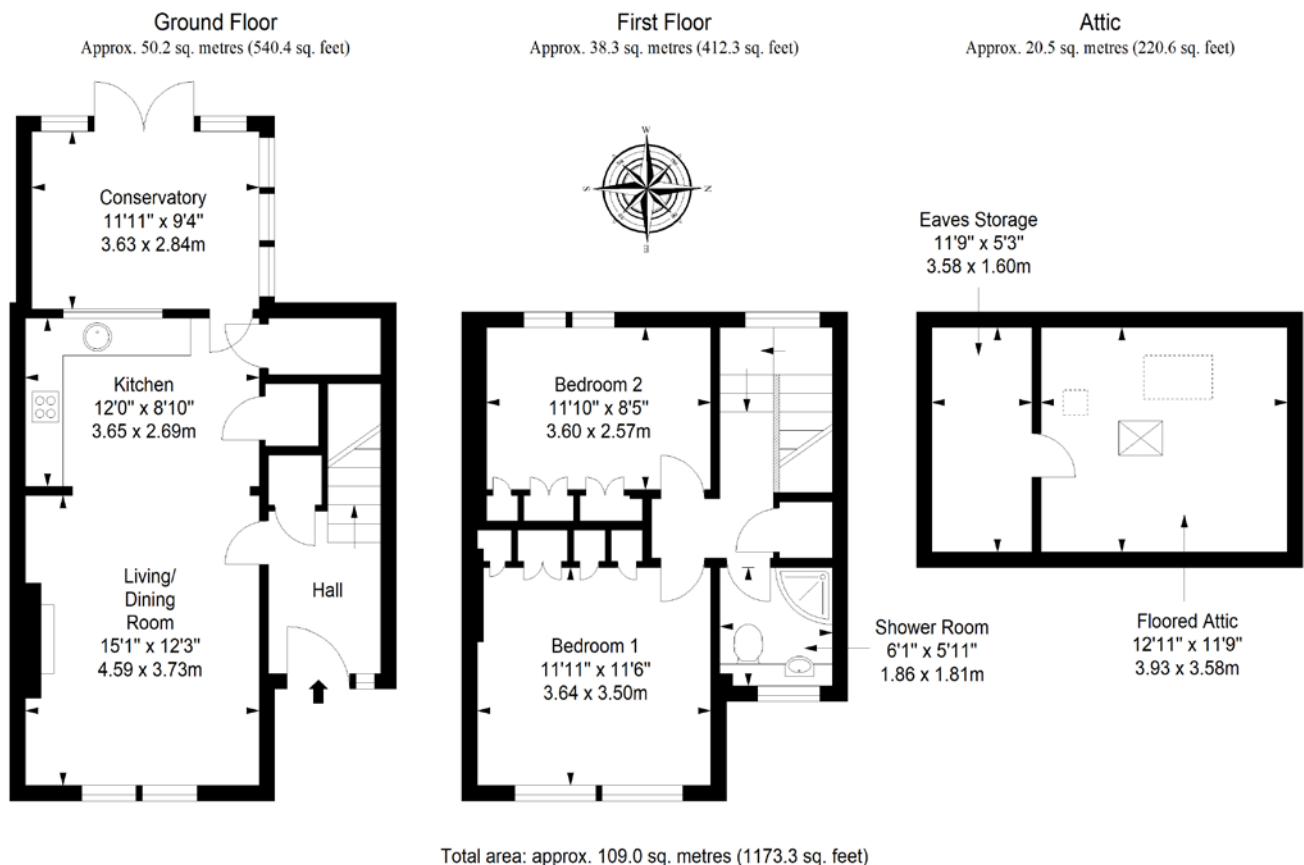 Ground Floor
Approx. 50.2 sq. metres (540.4 sq. feet)
First Floor
Approx. 38.3 sq. metres (412.3 sq. feet)
Attic
Approx. 20.5 sq. metres (220.6 sq. feet)
Conservatory
11'11" x 9'4"
3.63 x 2.84m
Kitchen
12'0" x 8'10"
3.65 x 2.69m
Living/
Dining
Room
15'1" x 12'3"
4.59 x 3.73m
Hall
W
S
N
E
Bedroom 2
11'10" x 8'5"
3.60 x 2.57m
Bedroom 1
11'11" x 11'6"
3.64 x 3.50m
Shower Room
6'1" x 5'11"
1.86 x 1.81m
Eaves Storage
11'9" x 5'3"
3.58 x 1.60m
Floored Attic
12'11" x 11'9"
3.93 x 3.58m
Total area: approx. 109.0 sq. metres (1173.3 sq. feet)